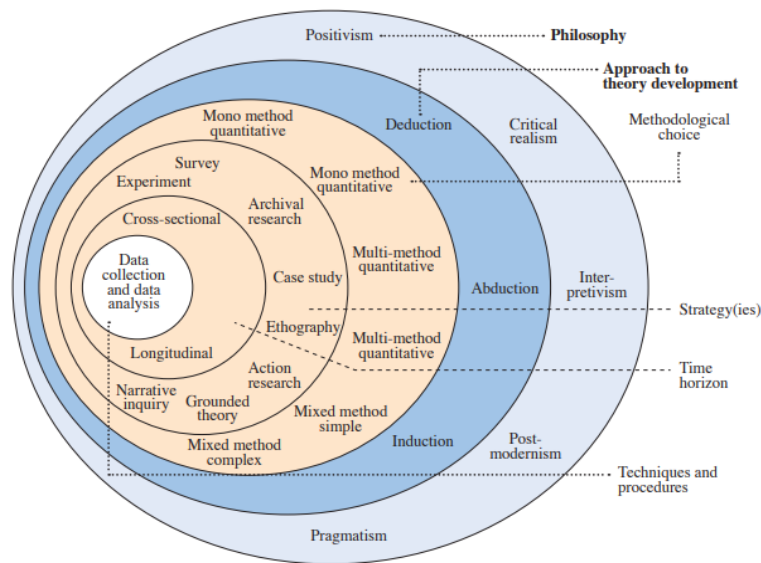 Positivism
Philosophy
Approach to
theory development
Mono method
quantitative
Deduction
Critical
realism
Methodological
choice
Survey
Experiment
Mono method
quantitative
Archival
research
Cross-sectional
Data
collection
and data
analysis
Case study
Multi-method
quantitative
Abduction
Inter-
pretivism
Strategy(ies)
Ethography
Multi-method
quantitative
Longitudinal
Time
horizon
Action
research
Narrative
inquiry
Grounded
theory
Mixed method
simple
Mixed method
complex
Induction
Post-
modernism
Techniques and
procedures
Pragmatism